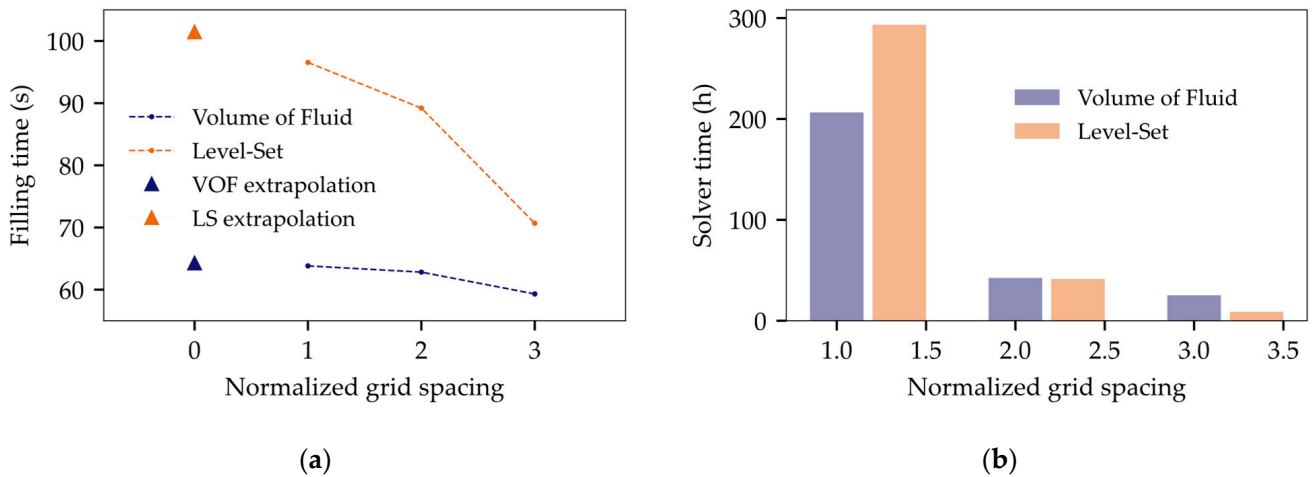 100
90
80
70
60
Filling time (s)
Volume of Fluid
Level-Set
VOF extrapolation
LS extrapolation
0 1 2 3
Normalized grid spacing
(a)
300
200
100
0
Solver time (h)
Volume of Fluid
Level-Set
1.0 1.5 2.0 2.5 3.0 3.5
Normalized grid spacing
(b)